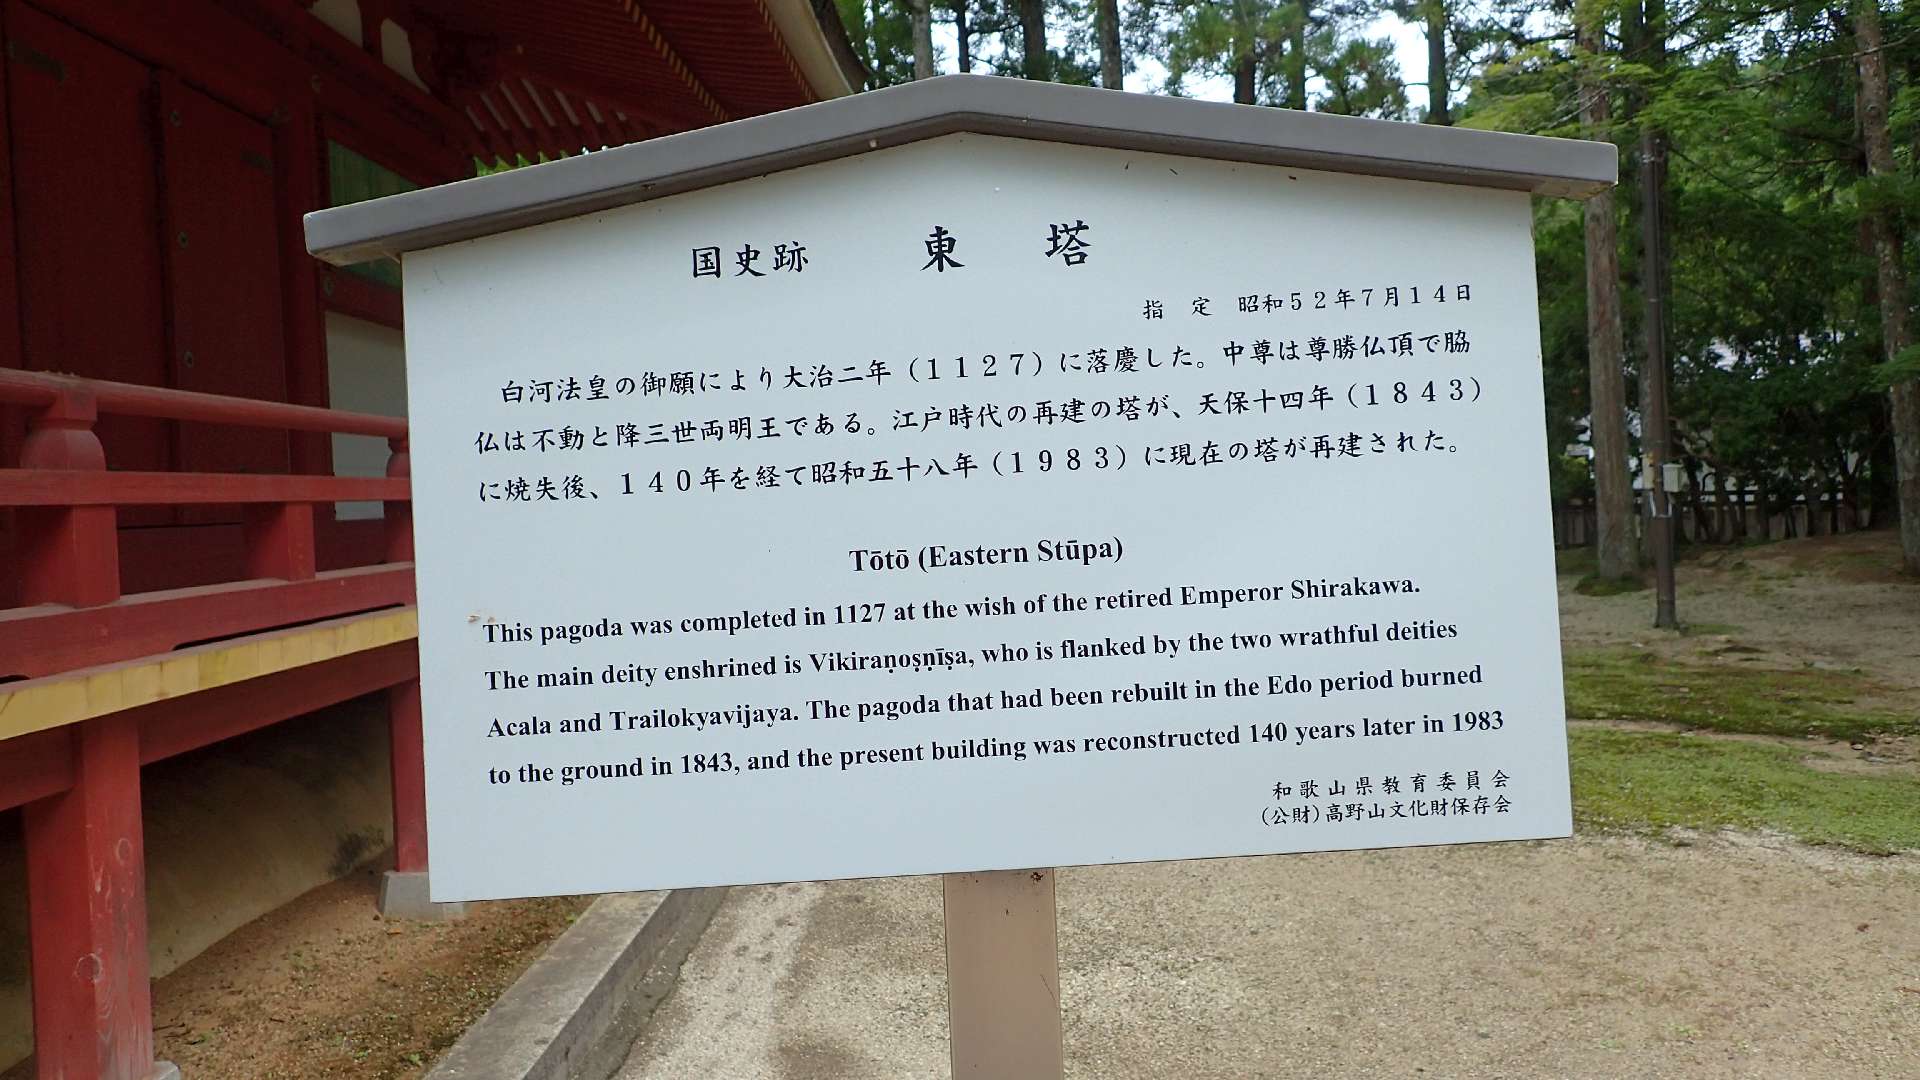 国史跡 東塔
指定 昭和52年7月14日
白河法皇の御願により大治二年（1127）に落慶した。中尊は尊勝仏頂で脇
仏は不動と降三世両明王である。江戸時代の再建の塔が、天保十四年（1843）
に焼失後、140年を経て昭和五十八年（1983）に現在の塔が再建された。
Tōtō (Eastern Stūpa)
This pagoda was completed in 1127 at the wish of the retired Emperor Shirakawa.
The main deity enshrined is Vikiraṇoṣṇīṣa, who is flanked by the two wrathful deities
Acala and Trailokyavijaya. The pagoda that had been rebuilt in the Edo period burned
to the ground in 1843, and the present building was reconstructed 140 years later in 1983
和歌山県教育委員会
（公財）高野山文化財保存会